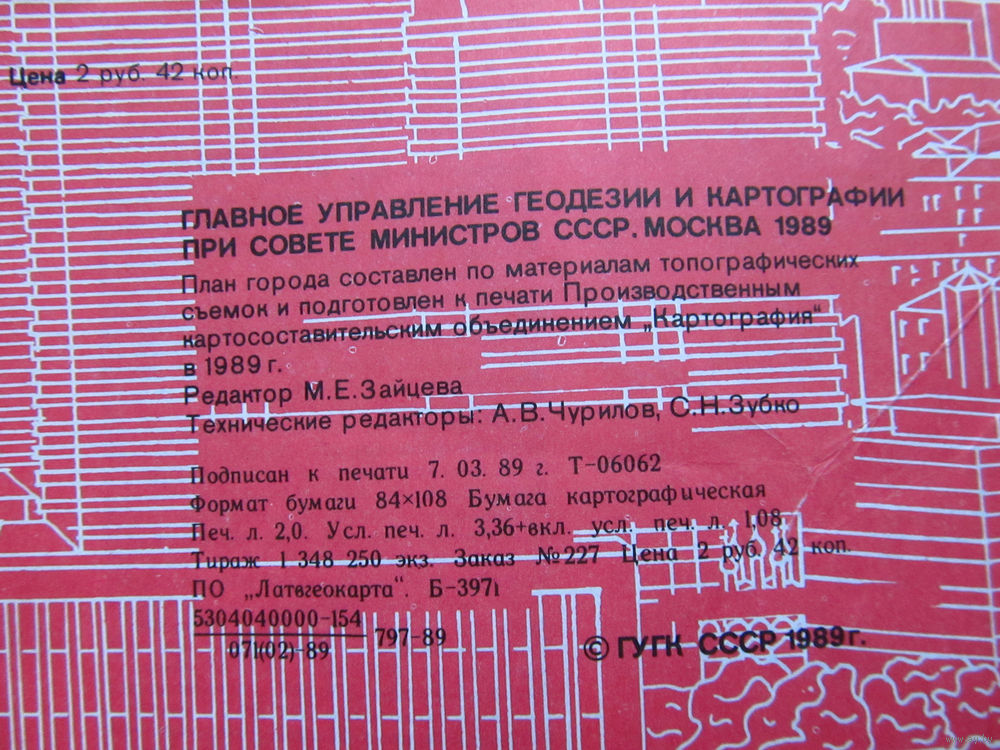 Цена 2 руб. 42 коп.
ГЛАВНОЕ УПРАВЛЕНИЕ ГЕОДЕЗИИ И КАРТОГРАФИИ
ПРИ СОВЕТЕ МИНИСТРОВ СССР. МОСКВА 1989
План города составлен по материалам топографических
съемок и подготовлен к печати Производственным
картосоставительским объединением „Картография“
в 1989 г.
Редактор М.Е.Зайцева
Технические редакторы: А.В.Чурилов, С.Н.Зубко
Подписан к печати 7. 03. 89 г. Т-06062
Формат бумаги 84×108 Бумага картографическая
Печ. л. 2,0. Усл. печ. л. 3,36+вкл. усл. печ. л. 1,08
Тираж 1 348 250 экз. Заказ №227 Цена 2 руб. 42 коп.
ПО „Латвгеокарта“. Б-3971
5304040000-154
071(02)-89
797-89
© ГУГК СССР 1989 г.